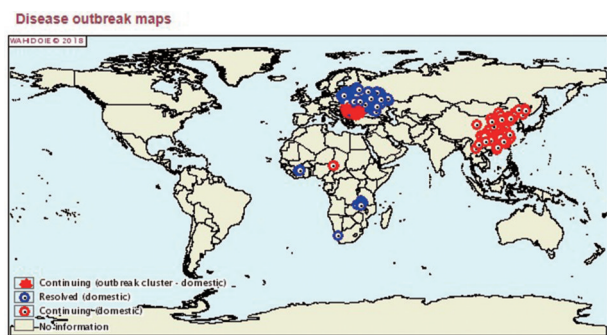 Disease outbreak maps
WAHID OIE © 2018
Continuing (outbreak cluster - domestic)
Resolved (domestic)
Continuing (domestic)
No information